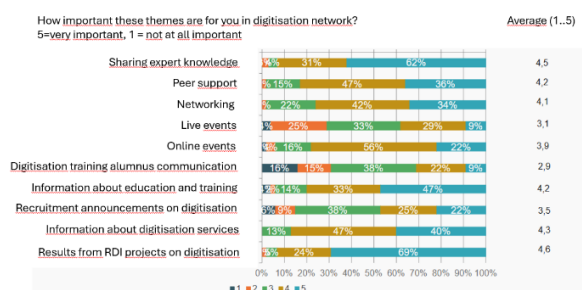 How important these themes are for you in digitisation network? Average (1..5)
5=very important, 1 = not at all important
Sharing expert knowledge 4% 31% 62% 4,5
Peer support % 15% 47% 36% 4,2
Networking % 22% 42% 34% 4,1
Live events % 25% 33% 29% 9% 3,1
Online events 16% 56% 22% 3,9
Digitisation training alumnus communication 16% 15% 38% 22% 9% 2,9
Information about education and training 14% 33% 47% 4,2
Recruitment announcements on digitisation 9% 38% 25% 22% 3,5
Information about digitisation services 13% 47% 40% 4,3
Results from RDI projects on digitisation 24% 69% 4,6
0% 10% 20% 30% 40% 50% 60% 70% 80% 90% 100%
1 2 3 4 5